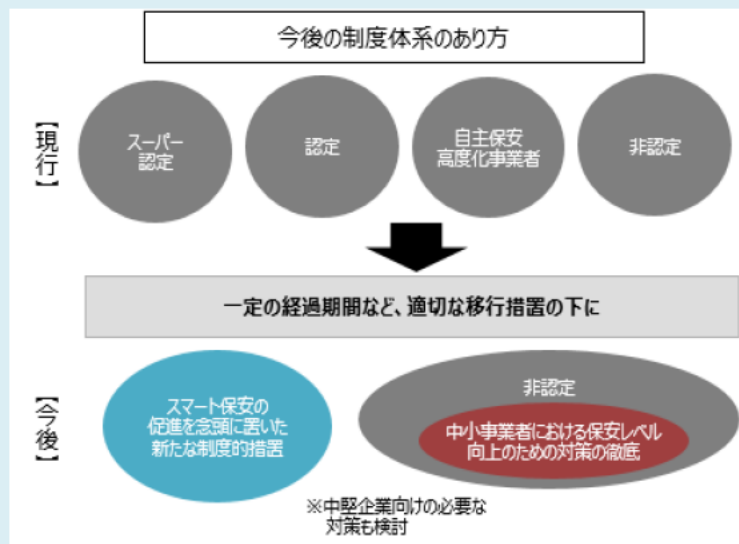 今後の制度体系のあり方
【現行】
スーパー
認定
認定
自主保安
高度化事業者
非認定
一定の経過期間など、適切な移行措置の下に
【今後】
スマート保安の
促進を念頭に置いた
新たな制度的措置
非認定
中小事業者における保安レベル
向上のための対策の徹底
※中堅企業向けの必要な
対策も検討